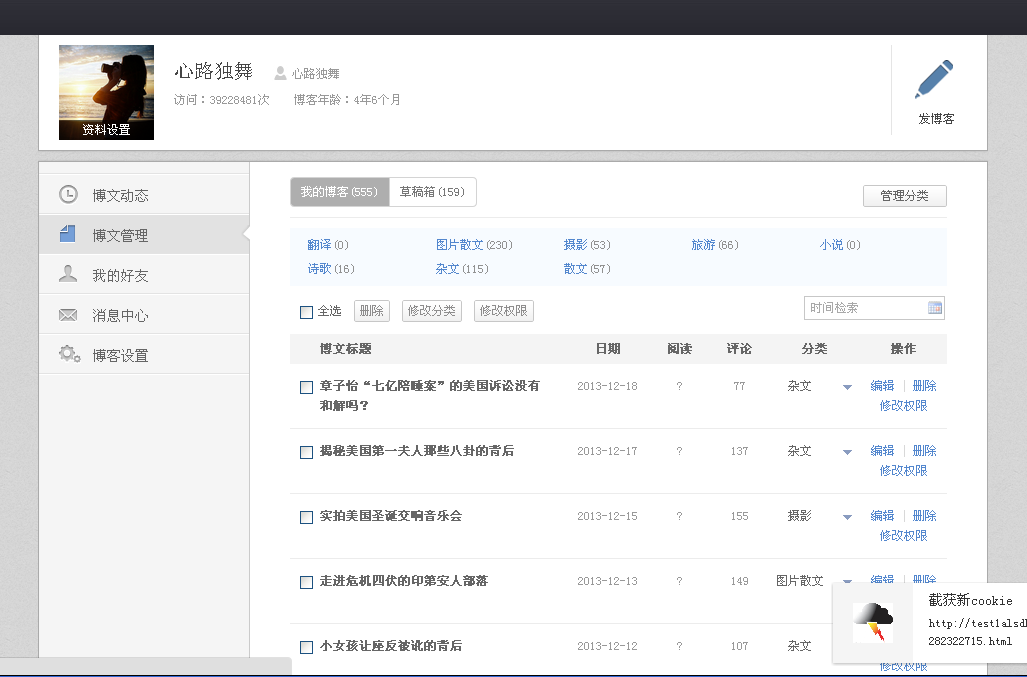 心路独舞 心路独舞
访问：39228481次 博客年龄：4年6个月
资料设置
发博客
博文动态
博文管理
我的好友
消息中心
博客设置
我的博客(555) 草稿箱(159) 管理分类
翻译(0) 图片散文(230) 摄影(53) 旅游(66) 小说(0)
诗歌(16) 杂文(115) 散文(57)
全选 删除 修改分类 修改权限 时间检索
博文标题 日期 阅读 评论 分类 操作
章子怡“七亿陪睡案”的美国诉讼没有 2013-12-18 ? 77 杂文 编辑 | 删除
和解吗? 修改权限
揭秘美国第一夫人那些八卦的背后 2013-12-17 ? 137 杂文 编辑 | 删除
修改权限
实拍美国圣诞交响音乐会 2013-12-15 ? 155 摄影 编辑 | 删除
修改权限
走进危机四伏的印第安人部落 2013-12-13 ? 149 图片散文 编辑 | 删除
小女孩让座反被讹的背后 2013-12-12 ? 107 杂文
修改权限
截获新cookie
http://test1alsd
282322715.html